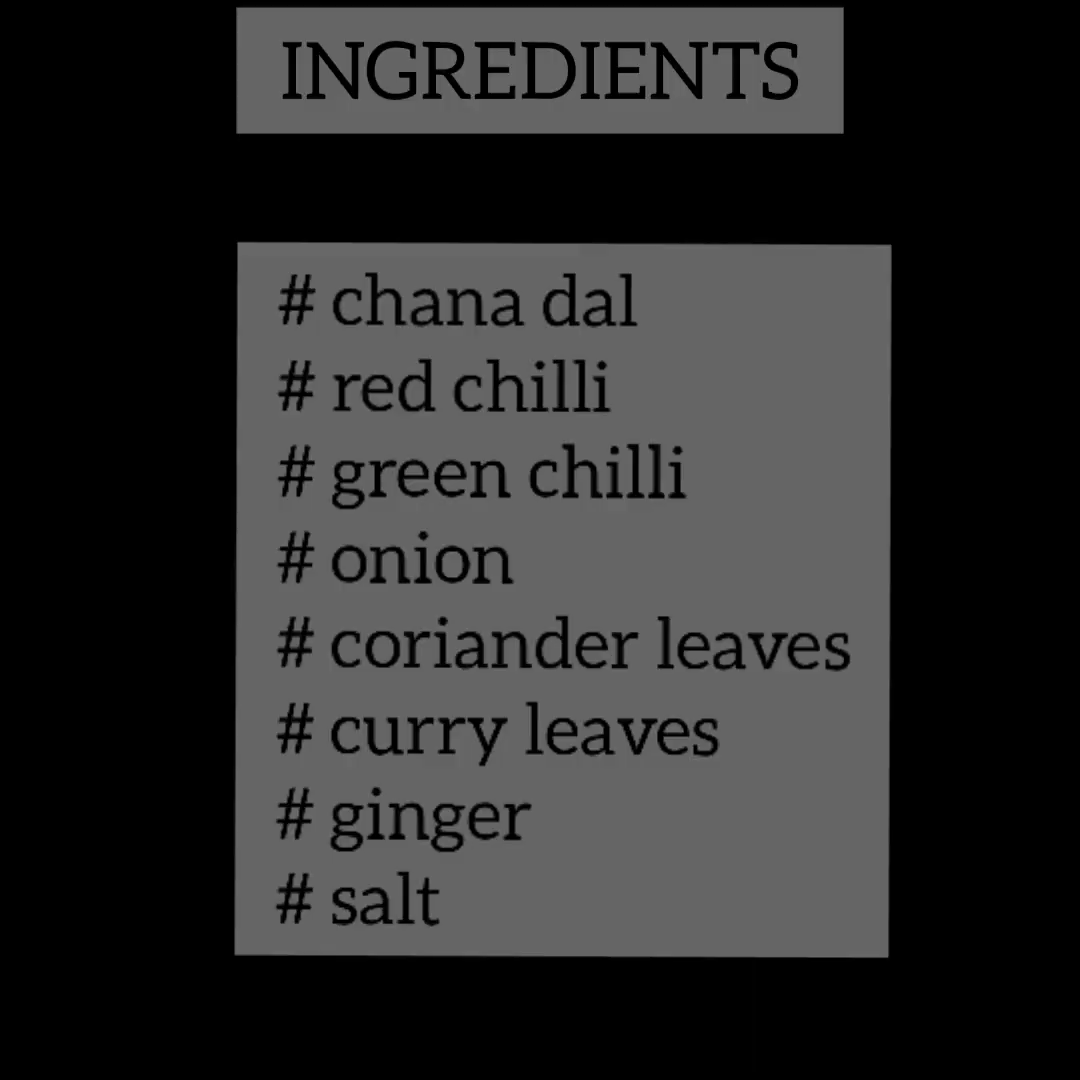 INGREDIENTS
# chana dal
# red chilli
# green chilli
# onion
# coriander leaves
# curry leaves
# ginger
# salt